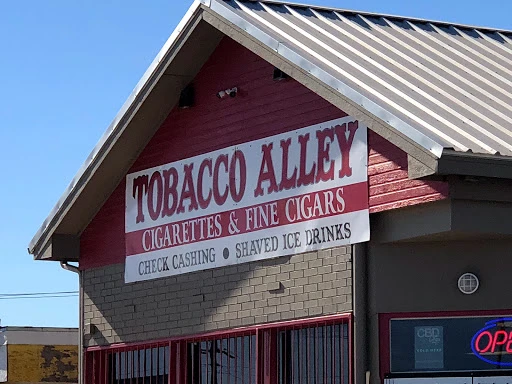 TOBACCO ALLEY
CIGARETTES & FINE CIGARS
CHECK CASHING • SHAVED ICE DRINKS
CBD
OPE